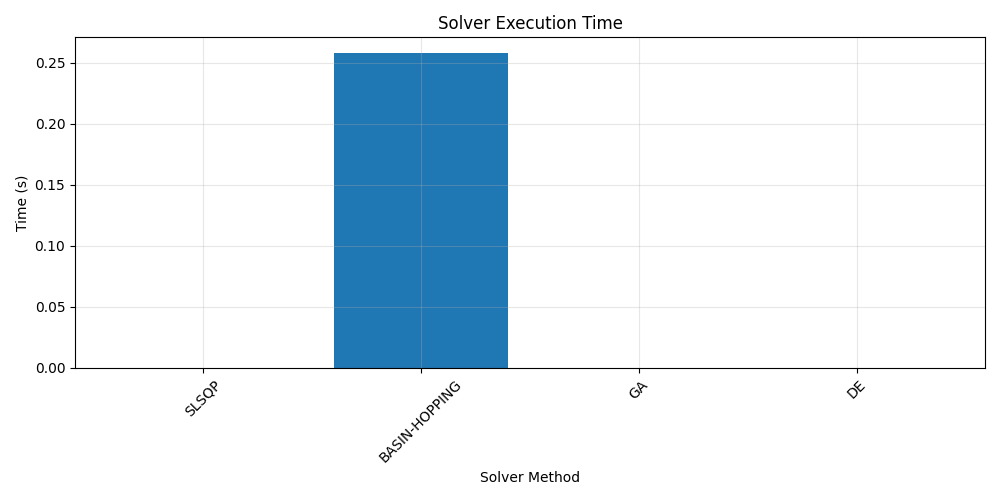 Solver Execution Time
Time (s)
0.25
0.20
0.15
0.10
0.05
0.00
SLSQP
BASIN-HOPPING
GA
DE
Solver Method